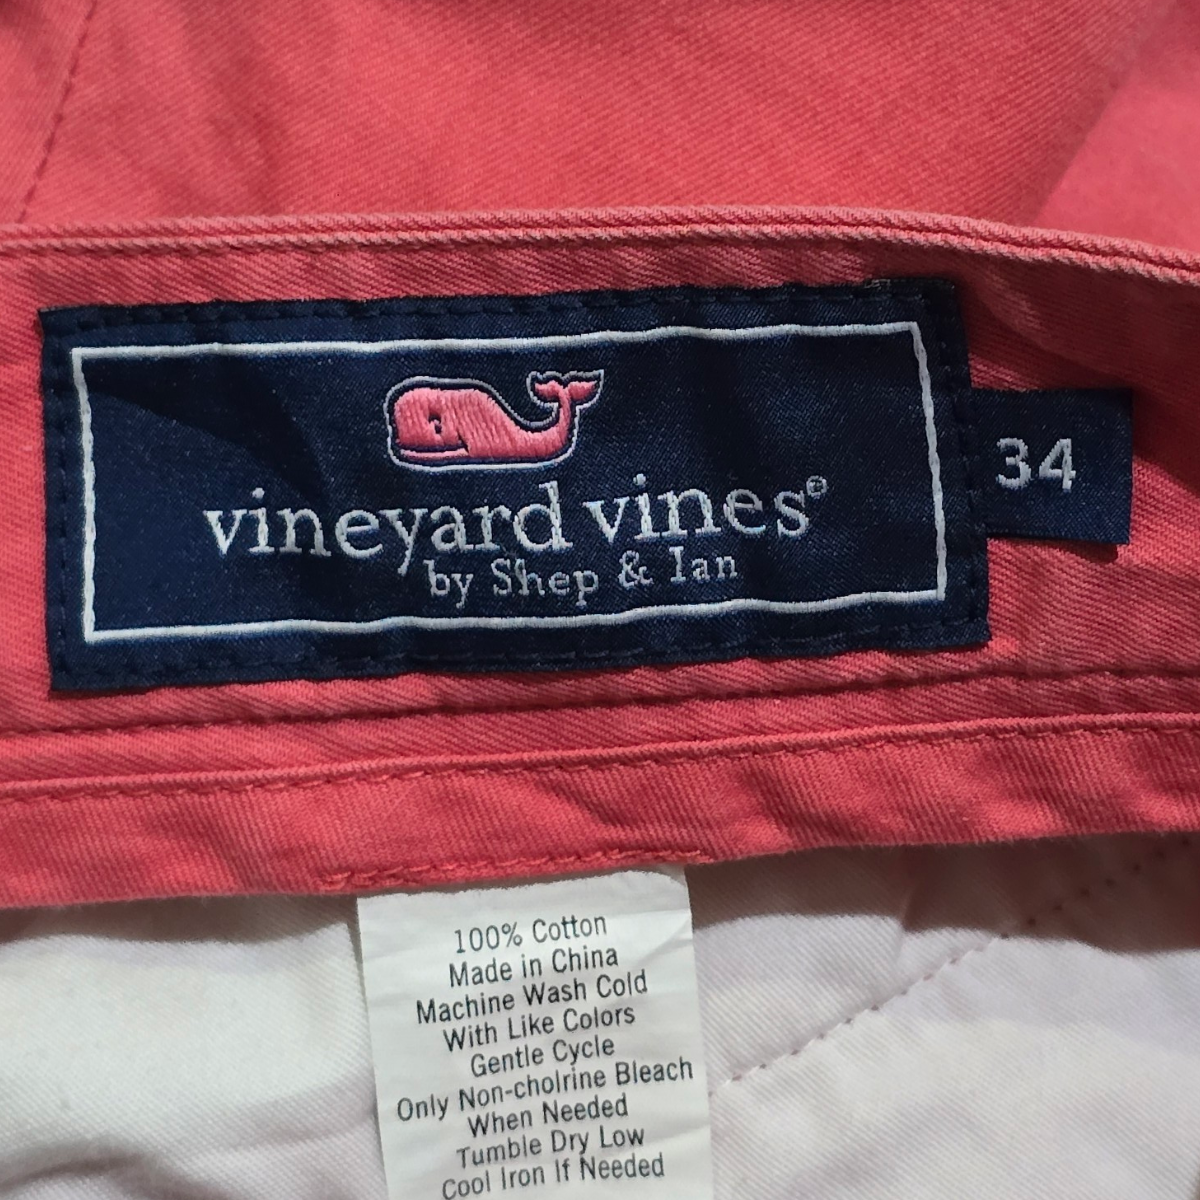 vineyard vines®
by Shep & Ian
34
100% Cotton
Made in China
Machine Wash Cold
With Like Colors
Gentle Cycle
Only Non-cholrine Bleach
When Needed
Tumble Dry Low
Cool Iron If Needed